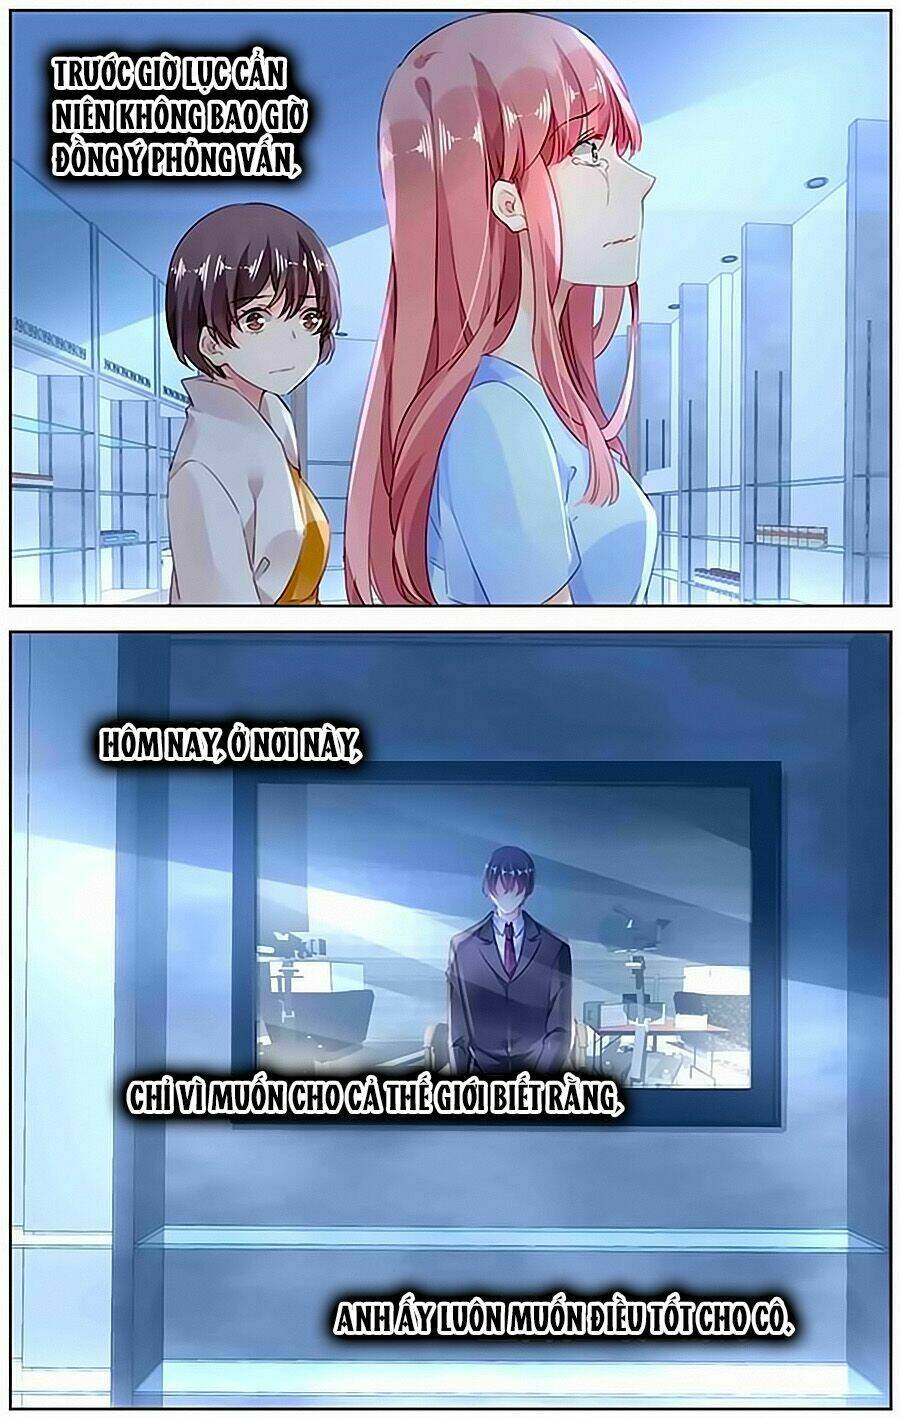 TRƯỚC GIỜ LỤC CẨN
NIÊN KHÔNG BAO GIỜ
ĐỒNG Ý PHỎNG VẤN,
HÔM NAY, Ở NƠI NÀY,
CHỈ VÌ MUỐN CHO CẢ THẾ GIỚI BIẾT RẰNG,
ANH ẤY LUÔN MUỐN ĐIỀU TỐT CHO CÔ.